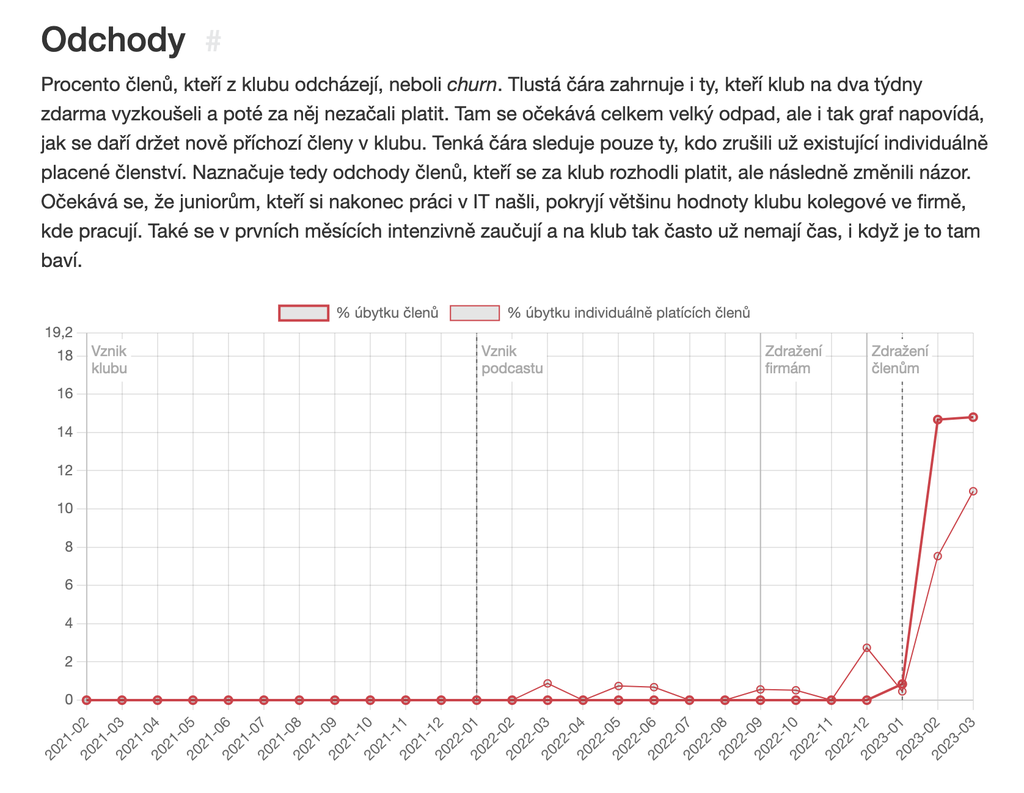 Odchody #
Procento členů, kteří z klubu odcházejí, neboli churn. Tlustá čára zahrnuje i ty, kteří klub na dva týdny
zdarma vyzkoušeli a poté za něj nezačali platit. Tam se očekává celkem velký odpad, ale i tak graf napovídá,
jak se daří držet nově příchozí členy v klubu. Tenká čára sleduje pouze ty, kdo zrušili už existující individuálně
placené členství. Naznačuje tedy odchody členů, kteří se za klub rozhodli platit, ale následně změnili názor.
Očekává se, že juniorům, kteří si nakonec práci v IT našli, pokryjí většinu hodnoty klubu kolegové ve firmě,
kde pracují. Také se v prvních měsících intenzivně zaučují a na klub tak často už nemají čas, i když je to tam
baví.
% úbytku členů
% úbytku individuálně platících členů
19,2
18
16
14
12
10
8
6
4
2
0
Vznik
klubu
Vznik
podcastu
Zdražení
firmám
Zdražení
členům
2021-02
2021-03
2021-04
2021-05
2021-06
2021-07
2021-08
2021-09
2021-10
2021-11
2021-12
2022-01
2022-02
2022-03
2022-04
2022-05
2022-06
2022-07
2022-08
2022-09
2022-10
2022-11
2022-12
2023-01
2023-02
2023-03